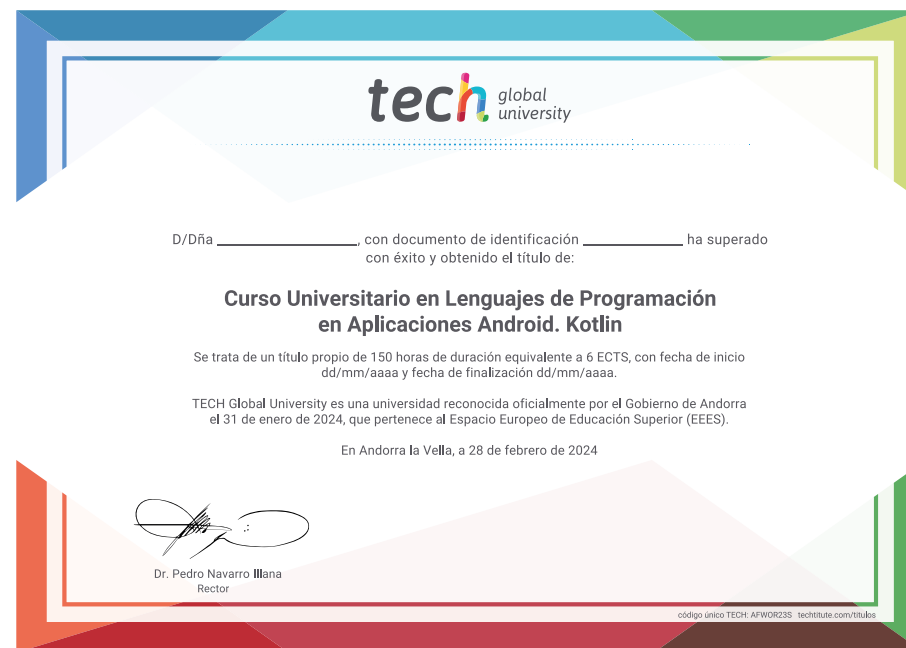 tech global
university
D/Dña ____________________, con documento de identificación ______________ ha superado
con éxito y obtenido el título de:
Curso Universitario en Lenguajes de Programación
en Aplicaciones Android. Kotlin
Se trata de un título propio de 150 horas de duración equivalente a 6 ECTS, con fecha de inicio
dd/mm/aaaa y fecha de finalización dd/mm/aaaa.
TECH Global University es una universidad reconocida oficialmente por el Gobierno de Andorra
el 31 de enero de 2024, que pertenece al Espacio Europeo de Educación Superior (EEES).
En Andorra la Vella, a 28 de febrero de 2024
Dr. Pedro Navarro Illana
Rector
código único TECH: AFWOR23S techtitute.com/titulos